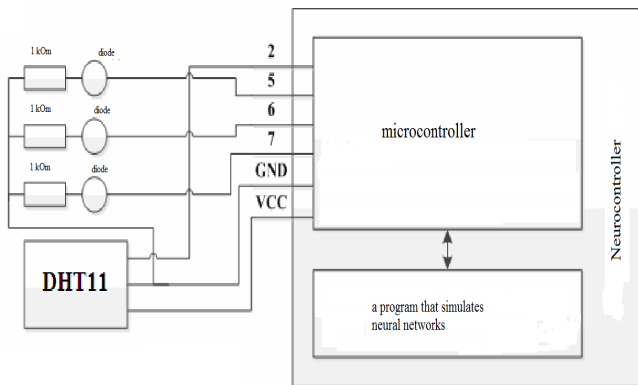 1 kOm
diode
1 kOm
diode
1 kOm
diode
DHT11
2
5
6
7
GND
VCC
microcontroller
a program that simulates
neural networks
Neurocontroller